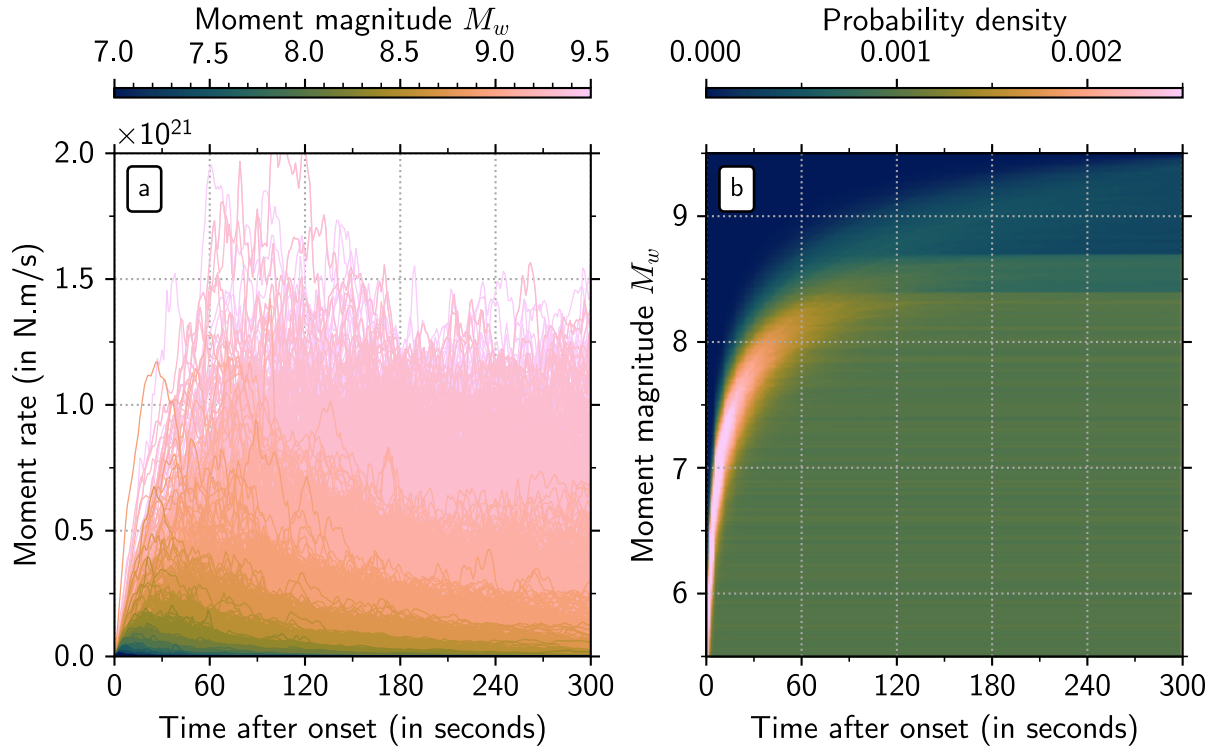 Moment magnitude M_w
7.0 7.5 8.0 8.5 9.0 9.5
×10^21
2.0
1.5
1.0
0.5
0.0
a
Moment rate (in N.m/s)
0 60 120 180 240 300
Time after onset (in seconds)
Probability density
0.000 0.001 0.002
b
9
8
7
6
Moment magnitude M_w
0 60 120 180 240 300
Time after onset (in seconds)